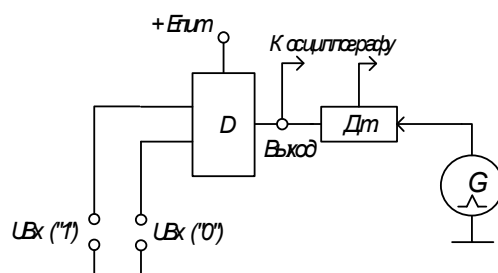 + Епит
К осциллографу
D
Дт
Выход
G
UВх ("1")
UВх ("0")